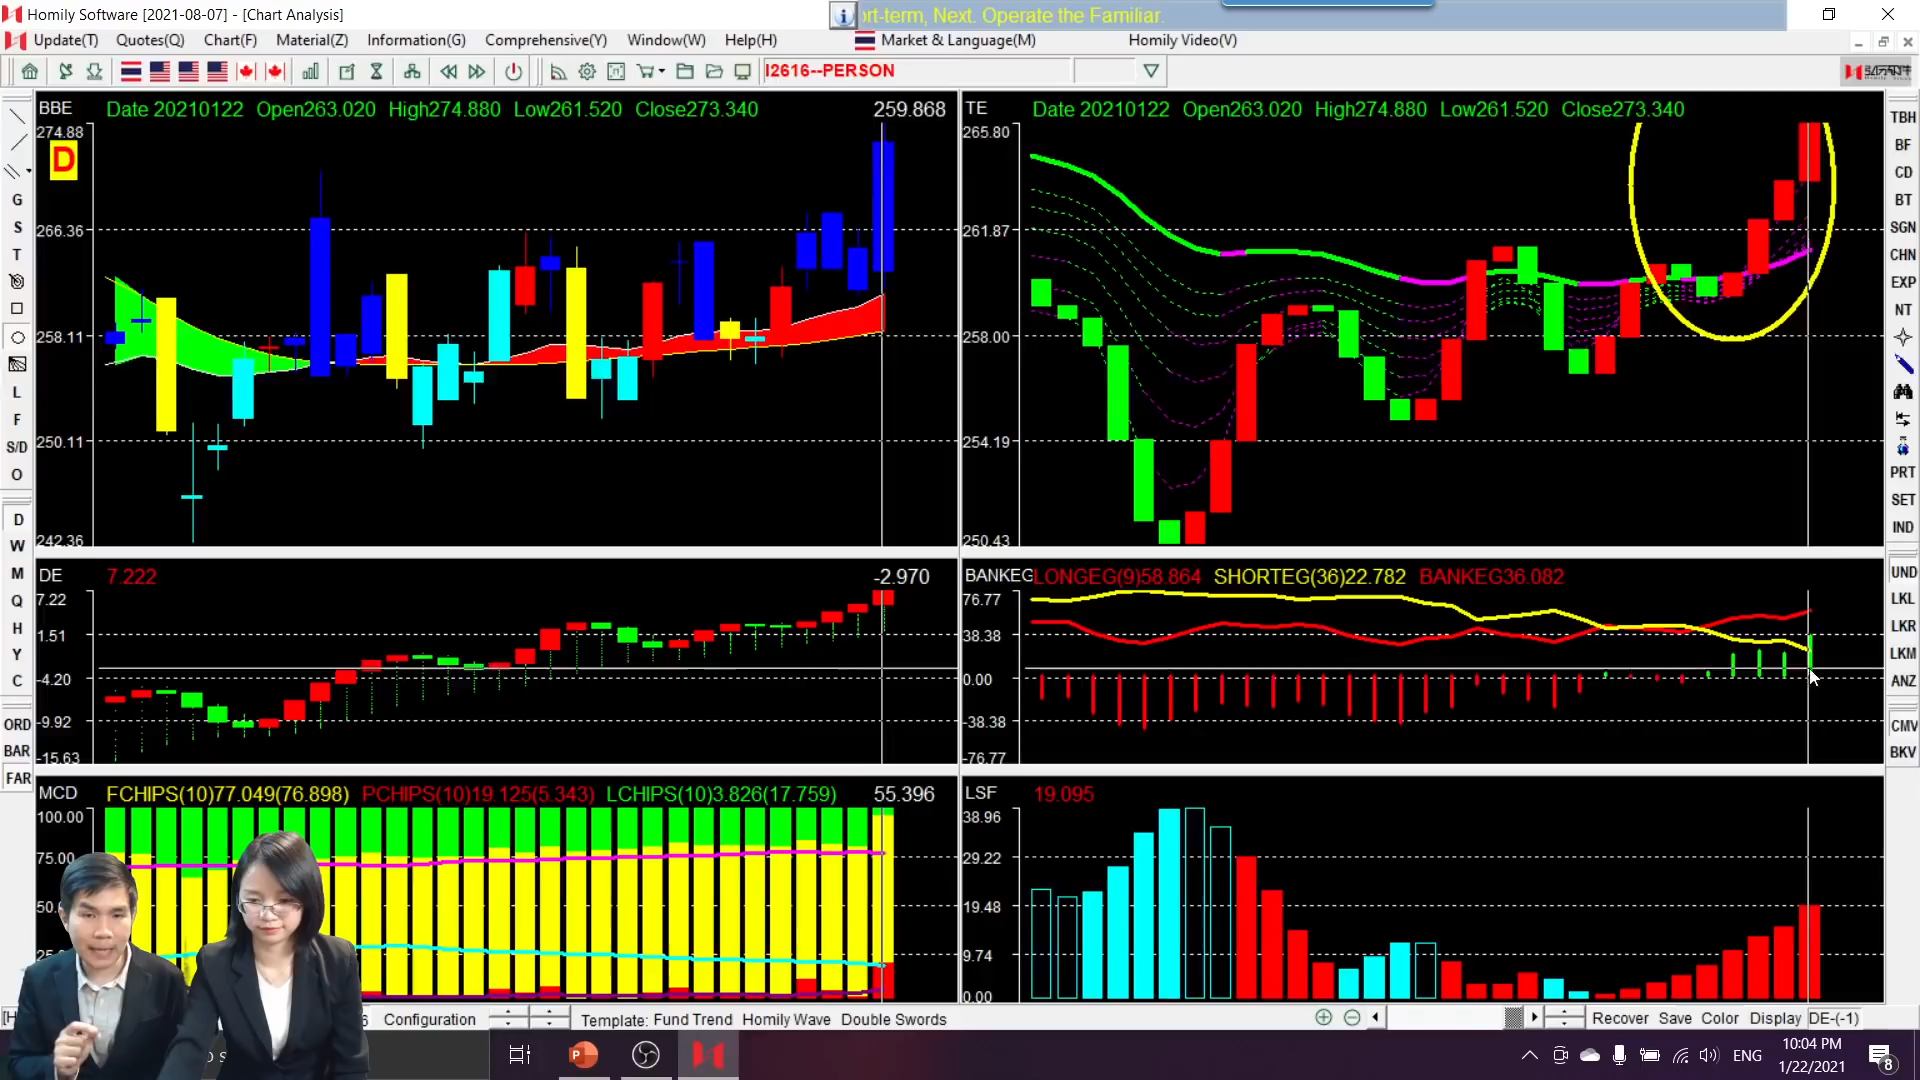 Homily Software [2021-08-07] - [Chart Analysis]
rt-term, Next. Operate the Familiar.
Update(T) Quotes(Q) Chart(F) Material(Z) Information(G) Comprehensive(Y) Window(W) Help(H) Market & Language(M) Homily Video(V)
I2616--PERSON
BBE Date 20210122 Open263.020 High274.880 Low261.520 Close273.340 259.868
274.88
D
266.36
258.11
250.11
242.36
TE Date 20210122 Open263.020 High274.880 Low261.520 Close273.340
265.80
261.87
258.00
254.19
250.43
DE 7.222 -2.970
7.22
1.51
-4.20
-9.92
-15.63
BANKEG LONGEG(9)58.864 SHORTEG(36)22.782 BANKEG36.082
76.77
38.38
0.00
-38.38
-76.77
MCD FCHIPS(10)77.049(76.898) PCHIPS(10)19.125(5.343) LCHIPS(10)3.826(17.759) 55.396
100.00
75.00
50.
25
LSF 19.095
38.96
29.22
19.48
9.74
0.00
G
S
T
L
F
S/D
O
D
W
M
Q
H
Y
C
ORD
BAR
FAR
TBH
BF
CD
BT
SGN
CHN
EXP
NT
PRT
SET
IND
UND
LKL
LKR
LKM
ANZ
CMV
BKV
[H 6 Configuration Template: Fund Trend Homily Wave Double Swords Recover Save Color Display DE-(-1)
o s
ENG
10:04 PM
1/22/2021
8